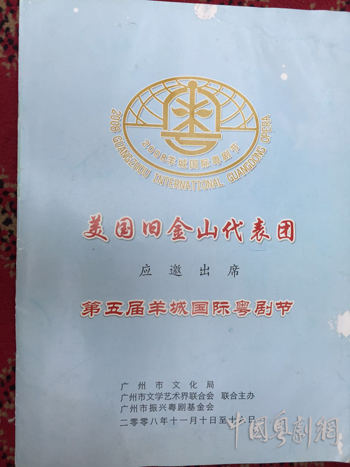 2008 GUANGZHOU INTERNATIONAL GUANGDONG OPERA
美国旧金山代表团
应邀出席
第五届羊城国际粤剧节
广州市文化局
广州市文学艺术界联合会 联合主办
广州市振兴粤剧基金会
二零零八年十一月十日至十
日
中國粵劇網